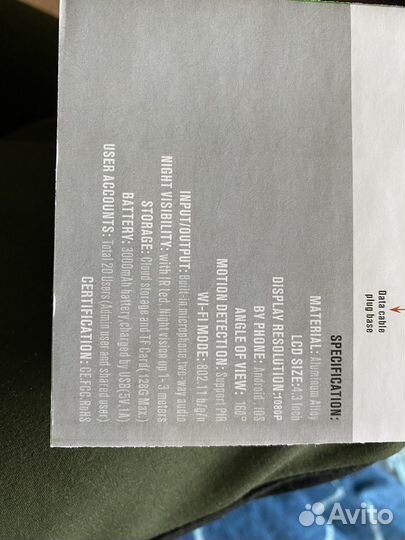 Data cable
plug base
SPECIFICATION:
MATERIAL: Aluminum Alloy
LCD SIZE:4.3 Inch
DISPLAY RESOLUTION:1080P
BY PHONE: Android, IOS
ANGLE OF VIEW: 160°
MOTION DETECTION: Support PIR
WI-FI MODE: 802.11 b/g/n
INPUT/OUTPUT: Built-in microphone,two-way audio
NIGHT VISIBILITY: with IR led, Night vision up 1-3 meters
STORAGE: Cloud storage and TF Card (128G Max.)
BATTERY: 3000mAh battery ,charged by USB(5V,1A)
USER ACCOUNTS: Total 20 Users (Admin user and shared user)
CERTIFICATION: CE.FCC.RoHS
Avito